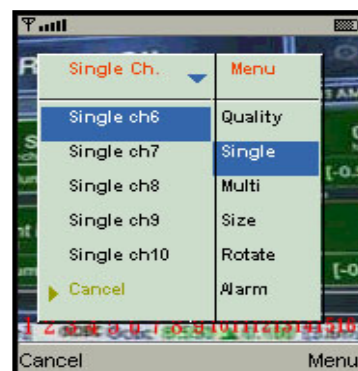 Single Ch. Menu
Single ch6 Quality
Single ch7 Single
Single ch8 Multi
Single ch9 Size
Single ch10 Rotate
Cancel Alarm
Cancel Menu